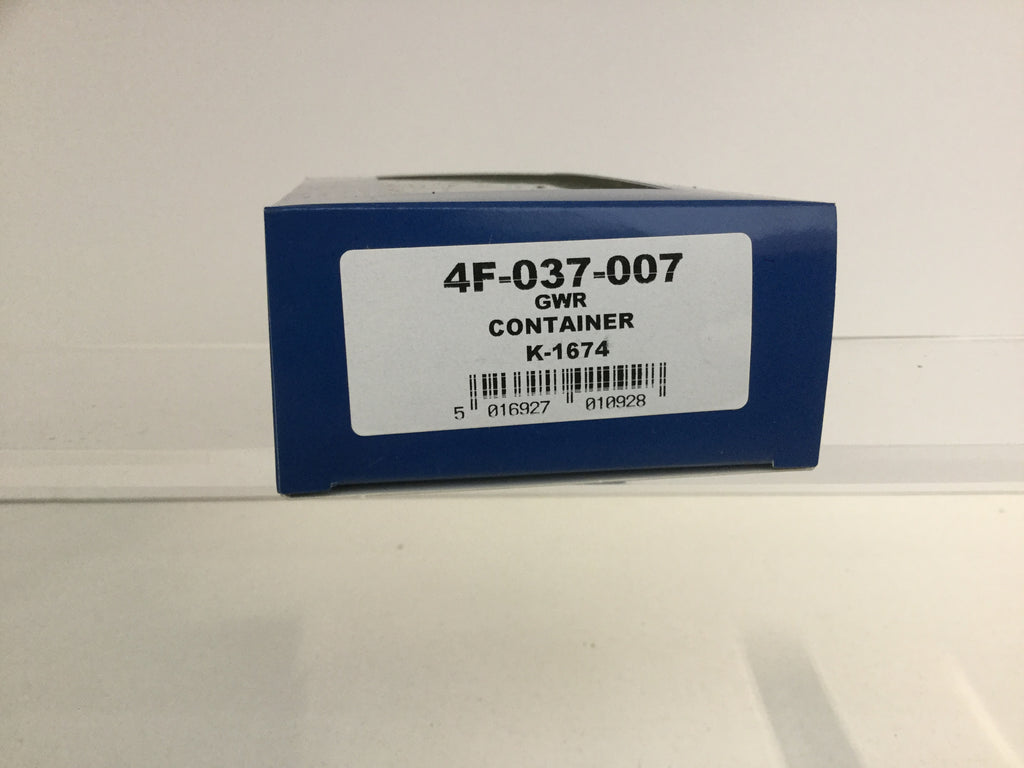 4F-037-007
GWR
CONTAINER
K-1674
5 016927 010928